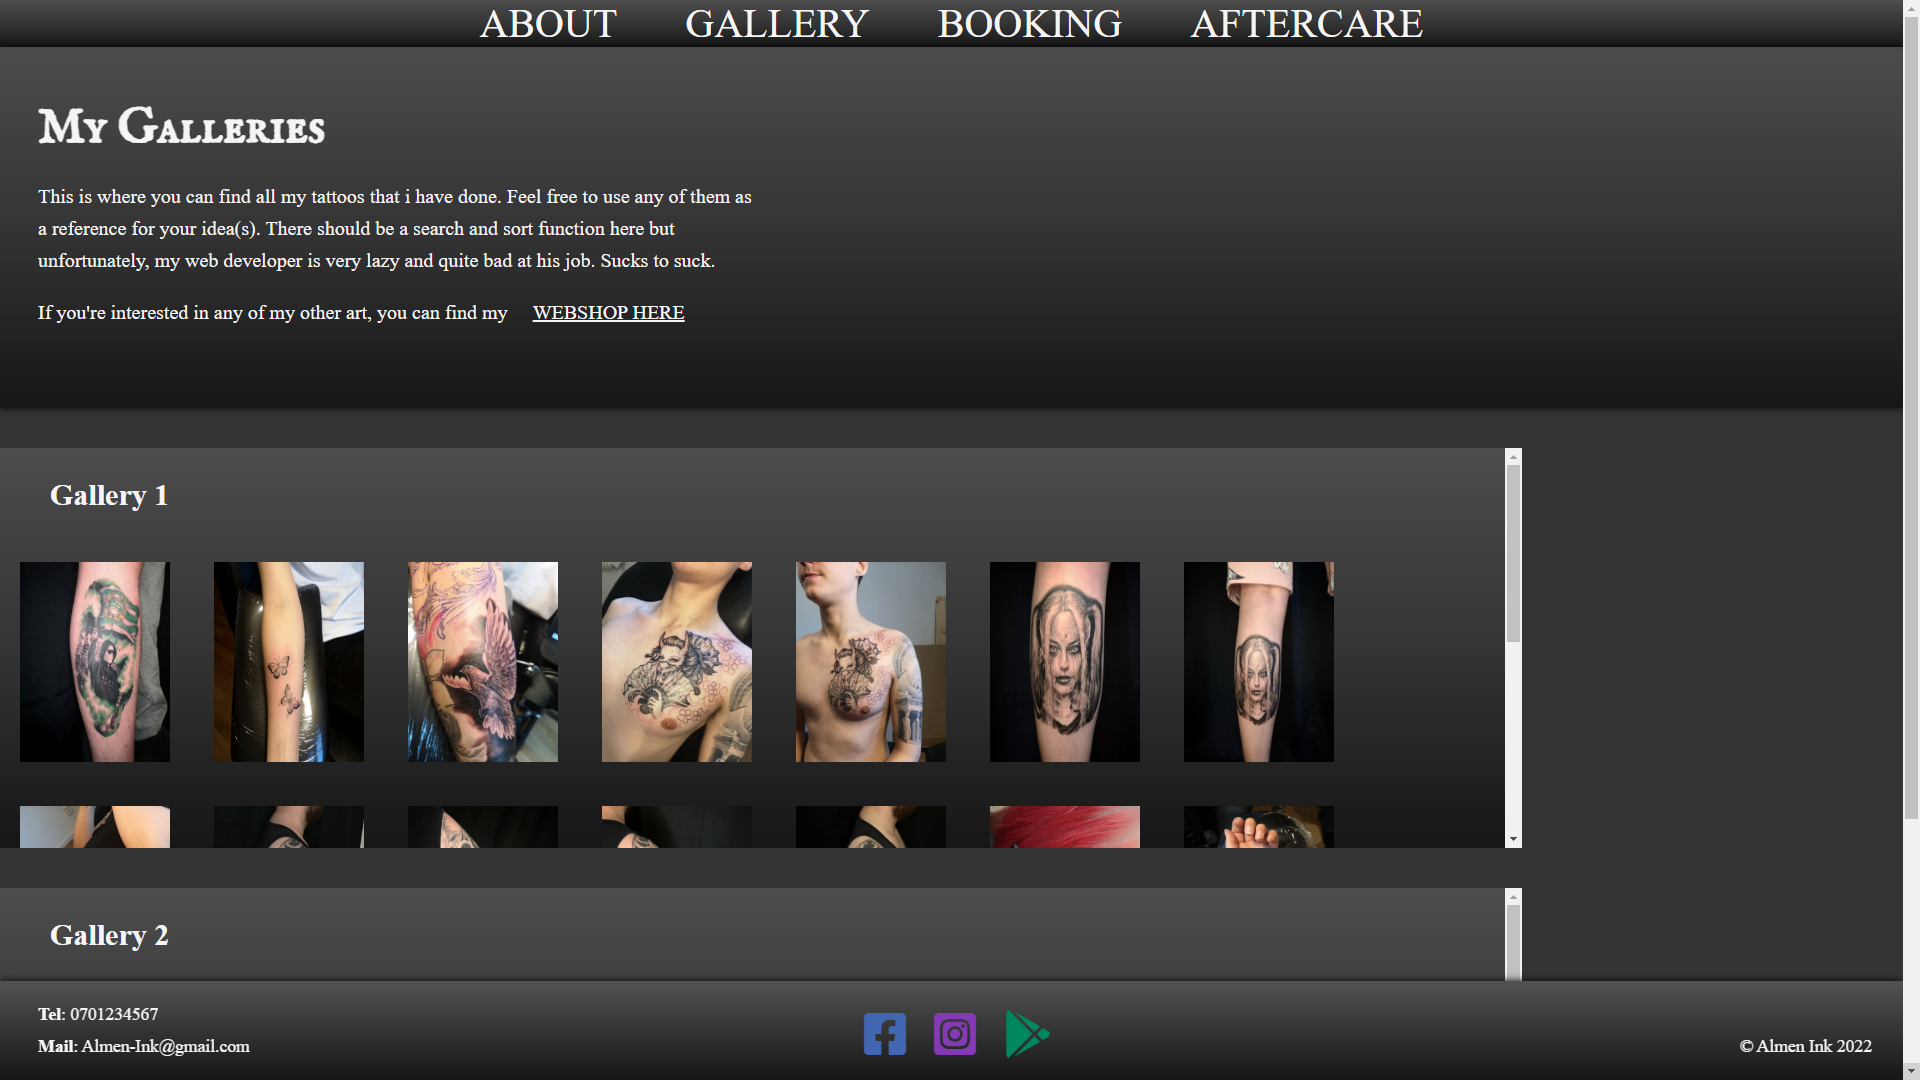 ABOUT GALLERY BOOKING AFTERCARE
My Galleries
This is where you can find all my tattoos that i have done. Feel free to use any of them as
a reference for your idea(s). There should be a search and sort function here but
unfortunately, my web developer is very lazy and quite bad at his job. Sucks to suck.
If you're interested in any of my other art, you can find my WEBSHOP HERE
Gallery 1
Gallery 2
Tel: 0701234567
Mail: Almen-Ink@gmail.com
© Almen Ink 2022